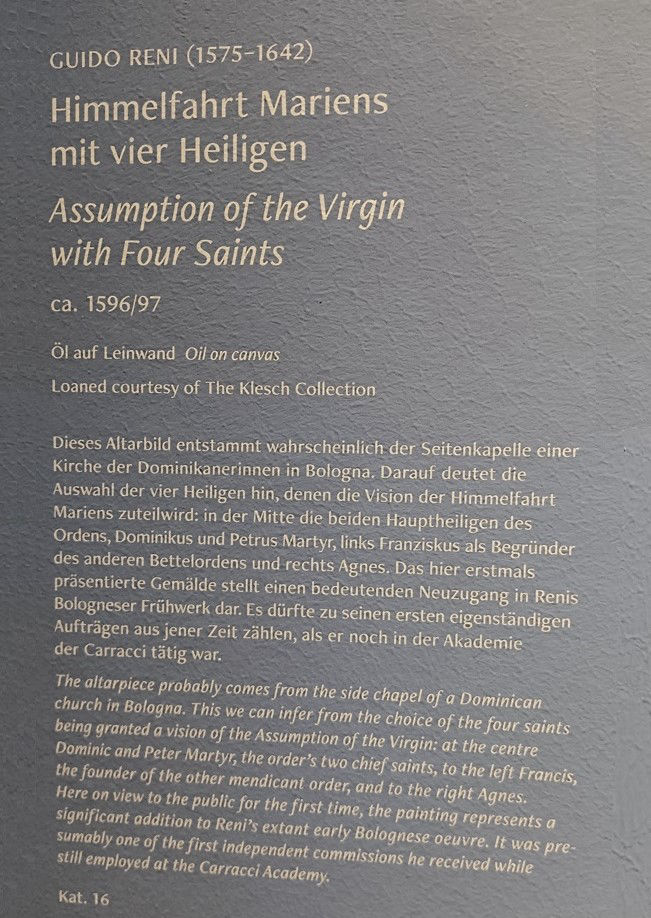 GUIDO RENI (1575–1642)
Himmelfahrt Mariens
mit vier Heiligen
Assumption of the Virgin
with Four Saints
ca. 1596/97
Öl auf Leinwand Oil on canvas
Loaned courtesy of The Klesch Collection
Dieses Altarbild entstammt wahrscheinlich der Seitenkapelle einer
Kirche der Dominikanerinnen in Bologna. Darauf deutet die
Auswahl der vier Heiligen hin, denen die Vision der Himmelfahrt
Mariens zuteilwird: in der Mitte die beiden Hauptheiligen des
Ordens, Dominikus und Petrus Martyr, links Franziskus als Begründer
des anderen Bettelordens und rechts Agnes. Das hier erstmals
präsentierte Gemälde stellt einen bedeutenden Neuzugang in Renis
Bologneser Frühwerk dar. Es dürfte zu seinen ersten eigenständigen
Aufträgen aus jener Zeit zählen, als er noch in der Akademie
der Carracci tätig war.
The altarpiece probably comes from the side chapel of a Dominican
church in Bologna. This we can infer from the choice of the four saints
being granted a vision of the Assumption of the Virgin: at the centre
Dominic and Peter Martyr, the order's two chief saints, to the left Francis,
the founder of the other mendicant order, and to the right Agnes.
Here on view to the public for the first time, the painting represents a
significant addition to Reni's extant early Bolognese oeuvre. It was pre-
sumably one of the first independent commissions he received while
still employed at the Carracci Academy.
Kat. 16